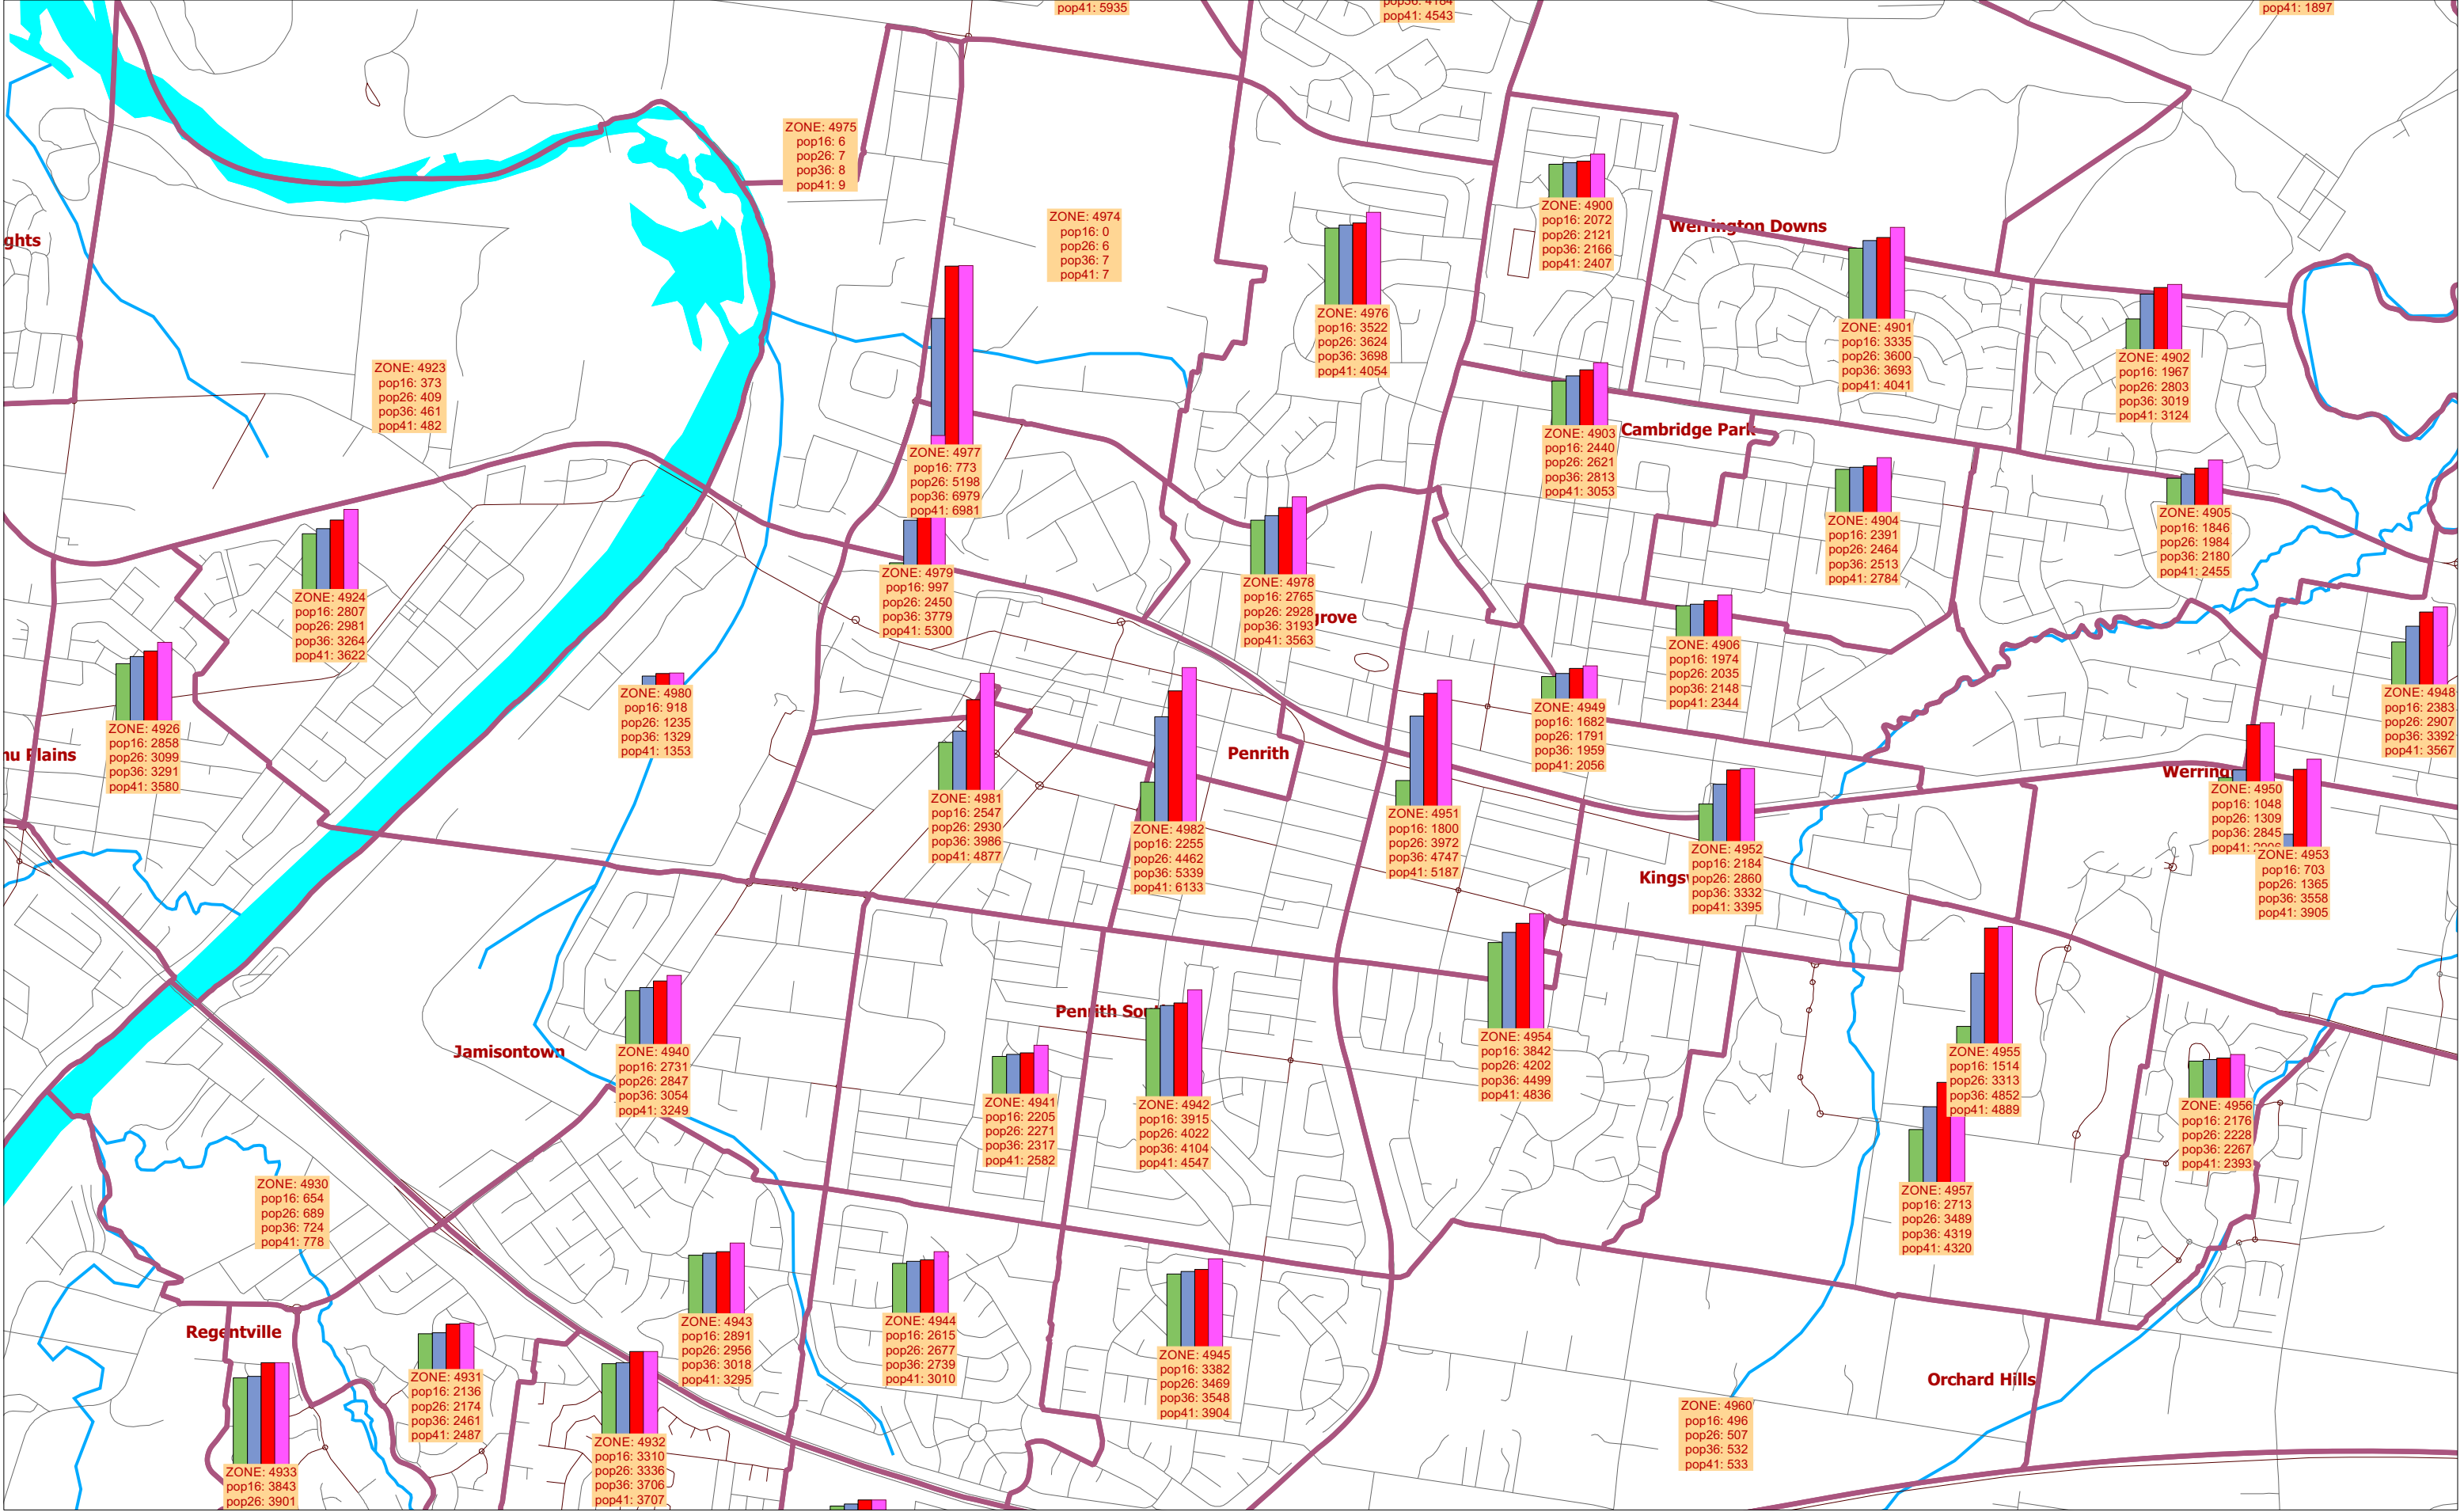 pop41: 5935
pop41: 4543
pop41: 1897
ZONE: 4975
pop16: 6
pop26: 7
pop36: 8
pop41: 9
ZONE: 4974
pop16: 0
pop26: 6
pop36: 7
pop41: 7
ZONE: 4900
pop16: 2072
pop26: 2121
pop36: 2166
pop41: 2407
Werrington Downs
ghts
ZONE: 4976
pop16: 3522
pop26: 3624
pop36: 3698
pop41: 4054
ZONE: 4901
pop16: 3335
pop26: 3600
pop36: 3693
pop41: 4041
ZONE: 4902
pop16: 1967
pop26: 2803
pop36: 3019
pop41: 3124
ZONE: 4923
pop16: 373
pop26: 409
pop36: 461
pop41: 482
ZONE: 4903
pop16: 2440
pop26: 2621
pop36: 2813
pop41: 3053
Cambridge Park
ZONE: 4977
pop16: 773
pop26: 5198
pop36: 6979
pop41: 6981
ZONE: 4904
pop16: 2391
pop26: 2464
pop36: 2513
pop41: 2784
ZONE: 4905
pop16: 1846
pop26: 1984
pop36: 2180
pop41: 2455
ZONE: 4979
pop16: 997
pop26: 2450
pop36: 3779
pop41: 5300
ZONE: 4978
pop16: 2765
pop26: 2928
pop36: 3193
pop41: 3563
grove
ZONE: 4924
pop16: 2807
pop26: 2981
pop36: 3264
pop41: 3622
ZONE: 4906
pop16: 1974
pop26: 2035
pop36: 2148
pop41: 2344
ZONE: 4980
pop16: 918
pop26: 1235
pop36: 1329
pop41: 1353
ZONE: 4949
pop16: 1682
pop26: 1791
pop36: 1959
pop41: 2056
ZONE: 4948
pop16: 2383
pop26: 2907
pop36: 3392
pop41: 3567
ZONE: 4926
pop16: 2858
pop26: 3099
pop36: 3291
pop41: 3580
nu Plains
Penrith
Werring
ZONE: 4981
pop16: 2547
pop26: 2930
pop36: 3986
pop41: 4877
ZONE: 4982
pop16: 2255
pop26: 4462
pop36: 5339
pop41: 6133
ZONE: 4951
pop16: 1800
pop26: 3972
pop36: 4747
pop41: 5187
ZONE: 4950
pop16: 1048
pop26: 1309
pop36: 2845
pop41:
ZONE: 4952
pop16: 2184
pop26: 2860
pop36: 3332
pop41: 3395
Kings
ZONE: 4953
pop16: 703
pop26: 1365
pop36: 3558
pop41: 3905
Penrith Sou
ZONE: 4954
pop16: 3842
pop26: 4202
pop36: 4499
pop41: 4836
ZONE: 4955
pop16: 1514
pop26: 3313
pop36: 4852
pop41: 4889
Jamisontown
ZONE: 4940
pop16: 2731
pop26: 2847
pop36: 3054
pop41: 3249
ZONE: 4941
pop16: 2205
pop26: 2271
pop36: 2317
pop41: 2582
ZONE: 4942
pop16: 3915
pop26: 4022
pop36: 4104
pop41: 4547
ZONE: 4956
pop16: 2176
pop26: 2228
pop36: 2267
pop41: 2393
ZONE: 4930
pop16: 654
pop26: 689
pop36: 724
pop41: 778
ZONE: 4957
pop16: 2713
pop26: 3489
pop36: 4319
pop41: 4320
ZONE: 4943
pop16: 2891
pop26: 2956
pop36: 3018
pop41: 3295
ZONE: 4944
pop16: 2615
pop26: 2677
pop36: 2739
pop41: 3010
Regentville
ZONE: 4945
pop16: 3382
pop26: 3469
pop36: 3548
pop41: 3904
ZONE: 4931
pop16: 2136
pop26: 2174
pop36: 2461
pop41: 2487
Orchard Hills
ZONE: 4960
pop16: 496
pop26: 507
pop36: 532
pop41: 533
ZONE: 4932
pop16: 3310
pop26: 3336
pop36: 3706
pop41: 3707
ZONE: 4933
pop16: 3843
pop26: 3901